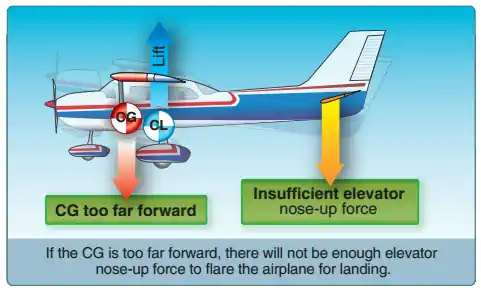 Lift
CG
CL
CG too far forward
Insufficient elevator
nose-up force
If the CG is too far forward, there will not be enough elevator
nose-up force to flare the airplane for landing.